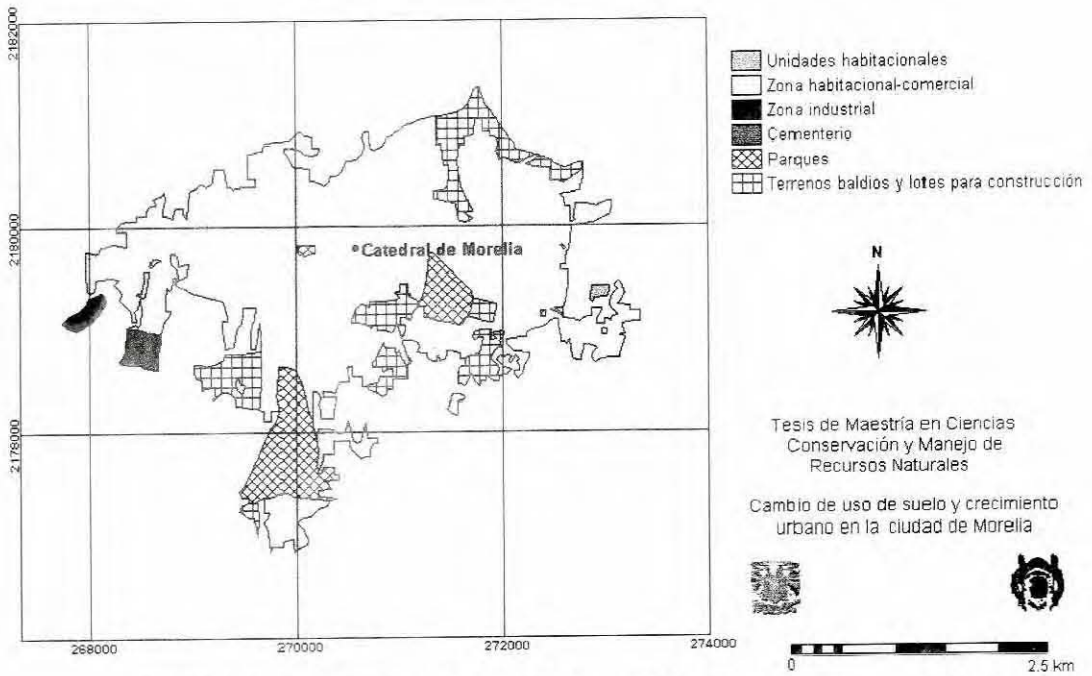 2182000
2180000
2178000
268000
270000
272000
274000
Catedral de Morelia
Unidades habitacionales
Zona habitacional-comercial
Zona industrial
Cementerio
Parques
Terrenos baldios y lotes para construcción
N
Tesis de Maestría en Ciencias
Conservación y Manejo de
Recursos Naturales
Cambio de uso de suelo y crecimiento
urbano en la ciudad de Morelia
0
2.5 km